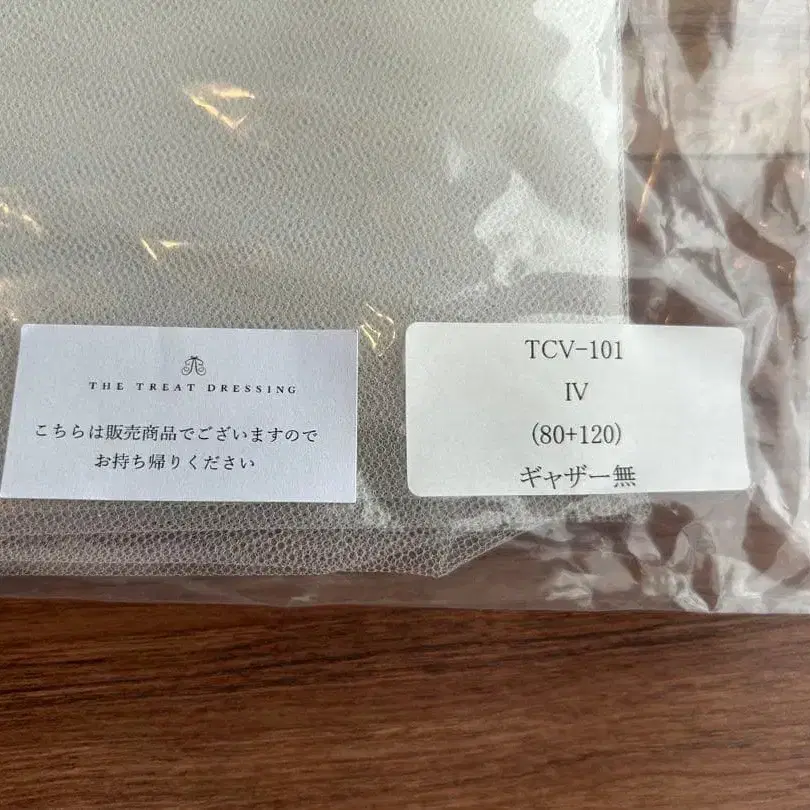 THE TREAT DRESSING
こちらは販売商品でございますので
お持ち帰りください
TCV-101
IV
(80+120)
ギャザー無